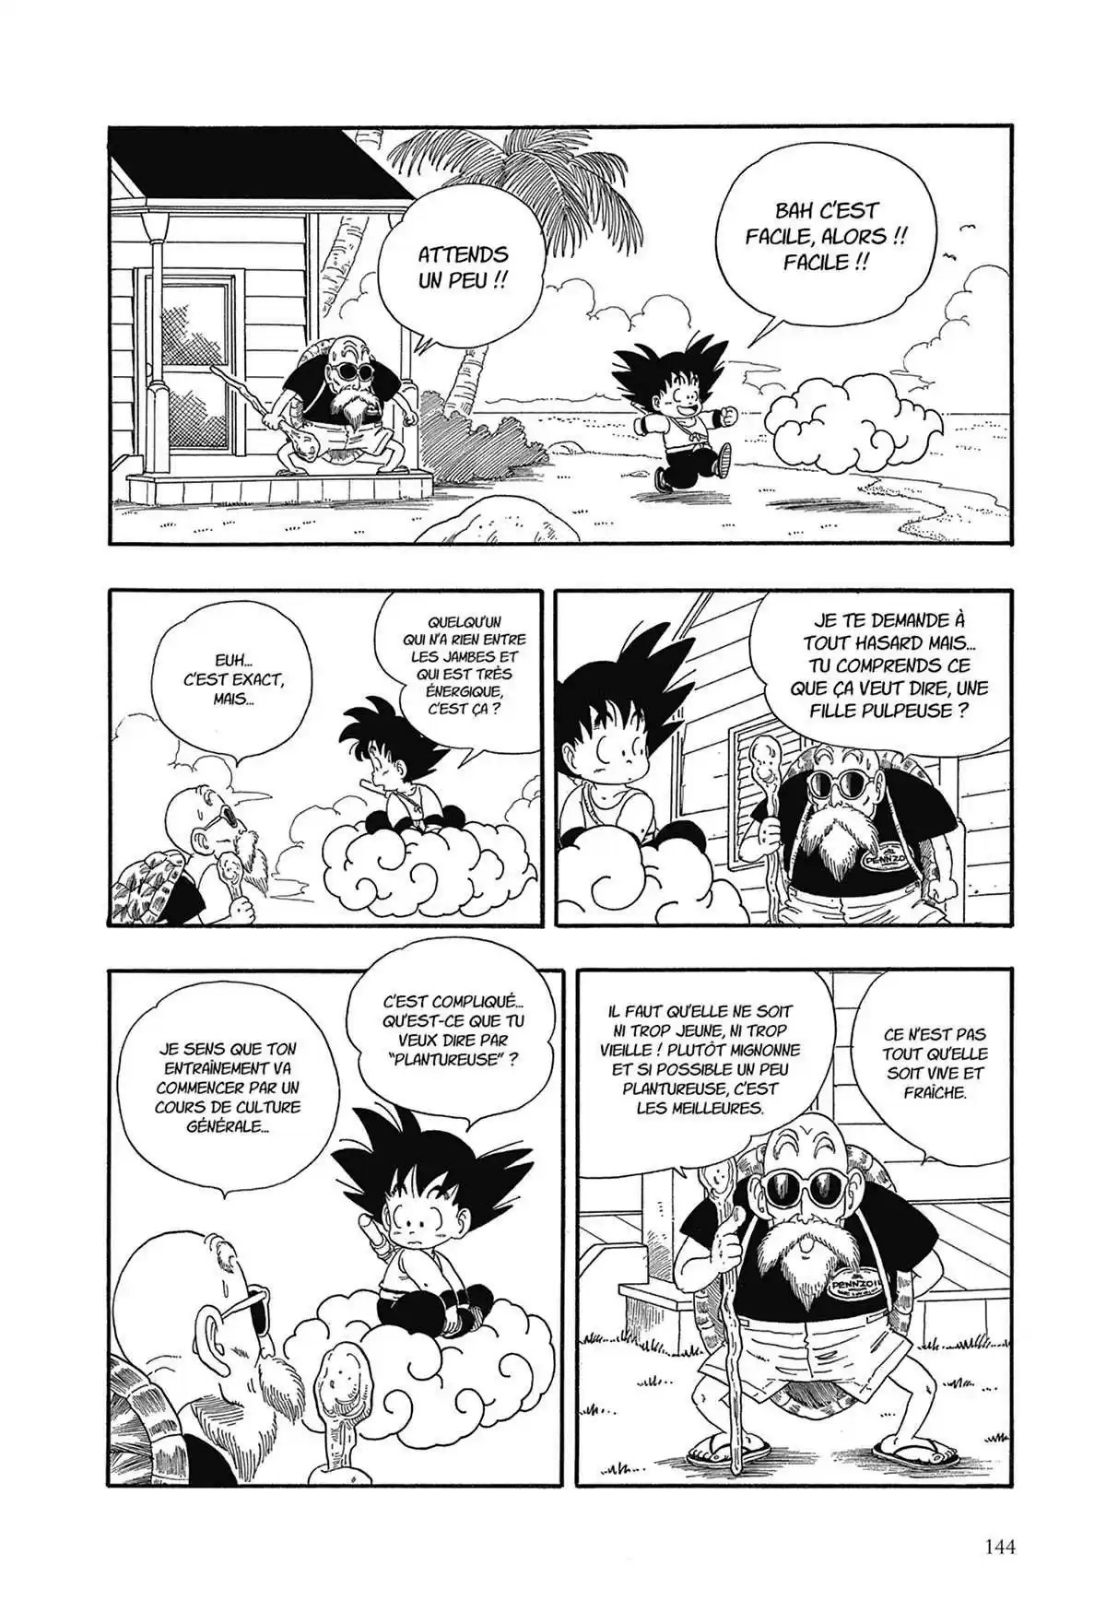 BAH C'EST
FACILE, ALORS !!
FACILE !!
ATTENDS
UN PEU !!
JE TE DEMANDE À
TOUT HASARD MAIS...
TU COMPRENDS CE
QUE ÇA VEUT DIRE, UNE
FILLE PULPEUSE ?
PENNZO
QUELQU'UN
QUI N'A RIEN ENTRE
LES JAMBES ET
QUI EST TRÈS
ÉNERGIQUE,
C'EST ÇA ?
EUH...
C'EST EXACT,
MAIS...
CE N'EST PAS
TOUT QU'ELLE
SOIT VIVE ET
FRAÎCHE.
IL FAUT QU'ELLE NE SOIT
NI TROP JEUNE, NI TROP
VIEILLE ! PLUTÔT MIGNONNE
ET SI POSSIBLE UN PEU
PLANTUREUSE, C'EST
LES MEILLEURES.
PENNZOIL
C'EST COMPLIQUÉ...
QU'EST-CE QUE TU
VEUX DIRE PAR
"PLANTUREUSE" ?
JE SENS QUE TON
ENTRAÎNEMENT VA
COMMENCER PAR UN
COURS DE CULTURE
GÉNÉRALE...
144